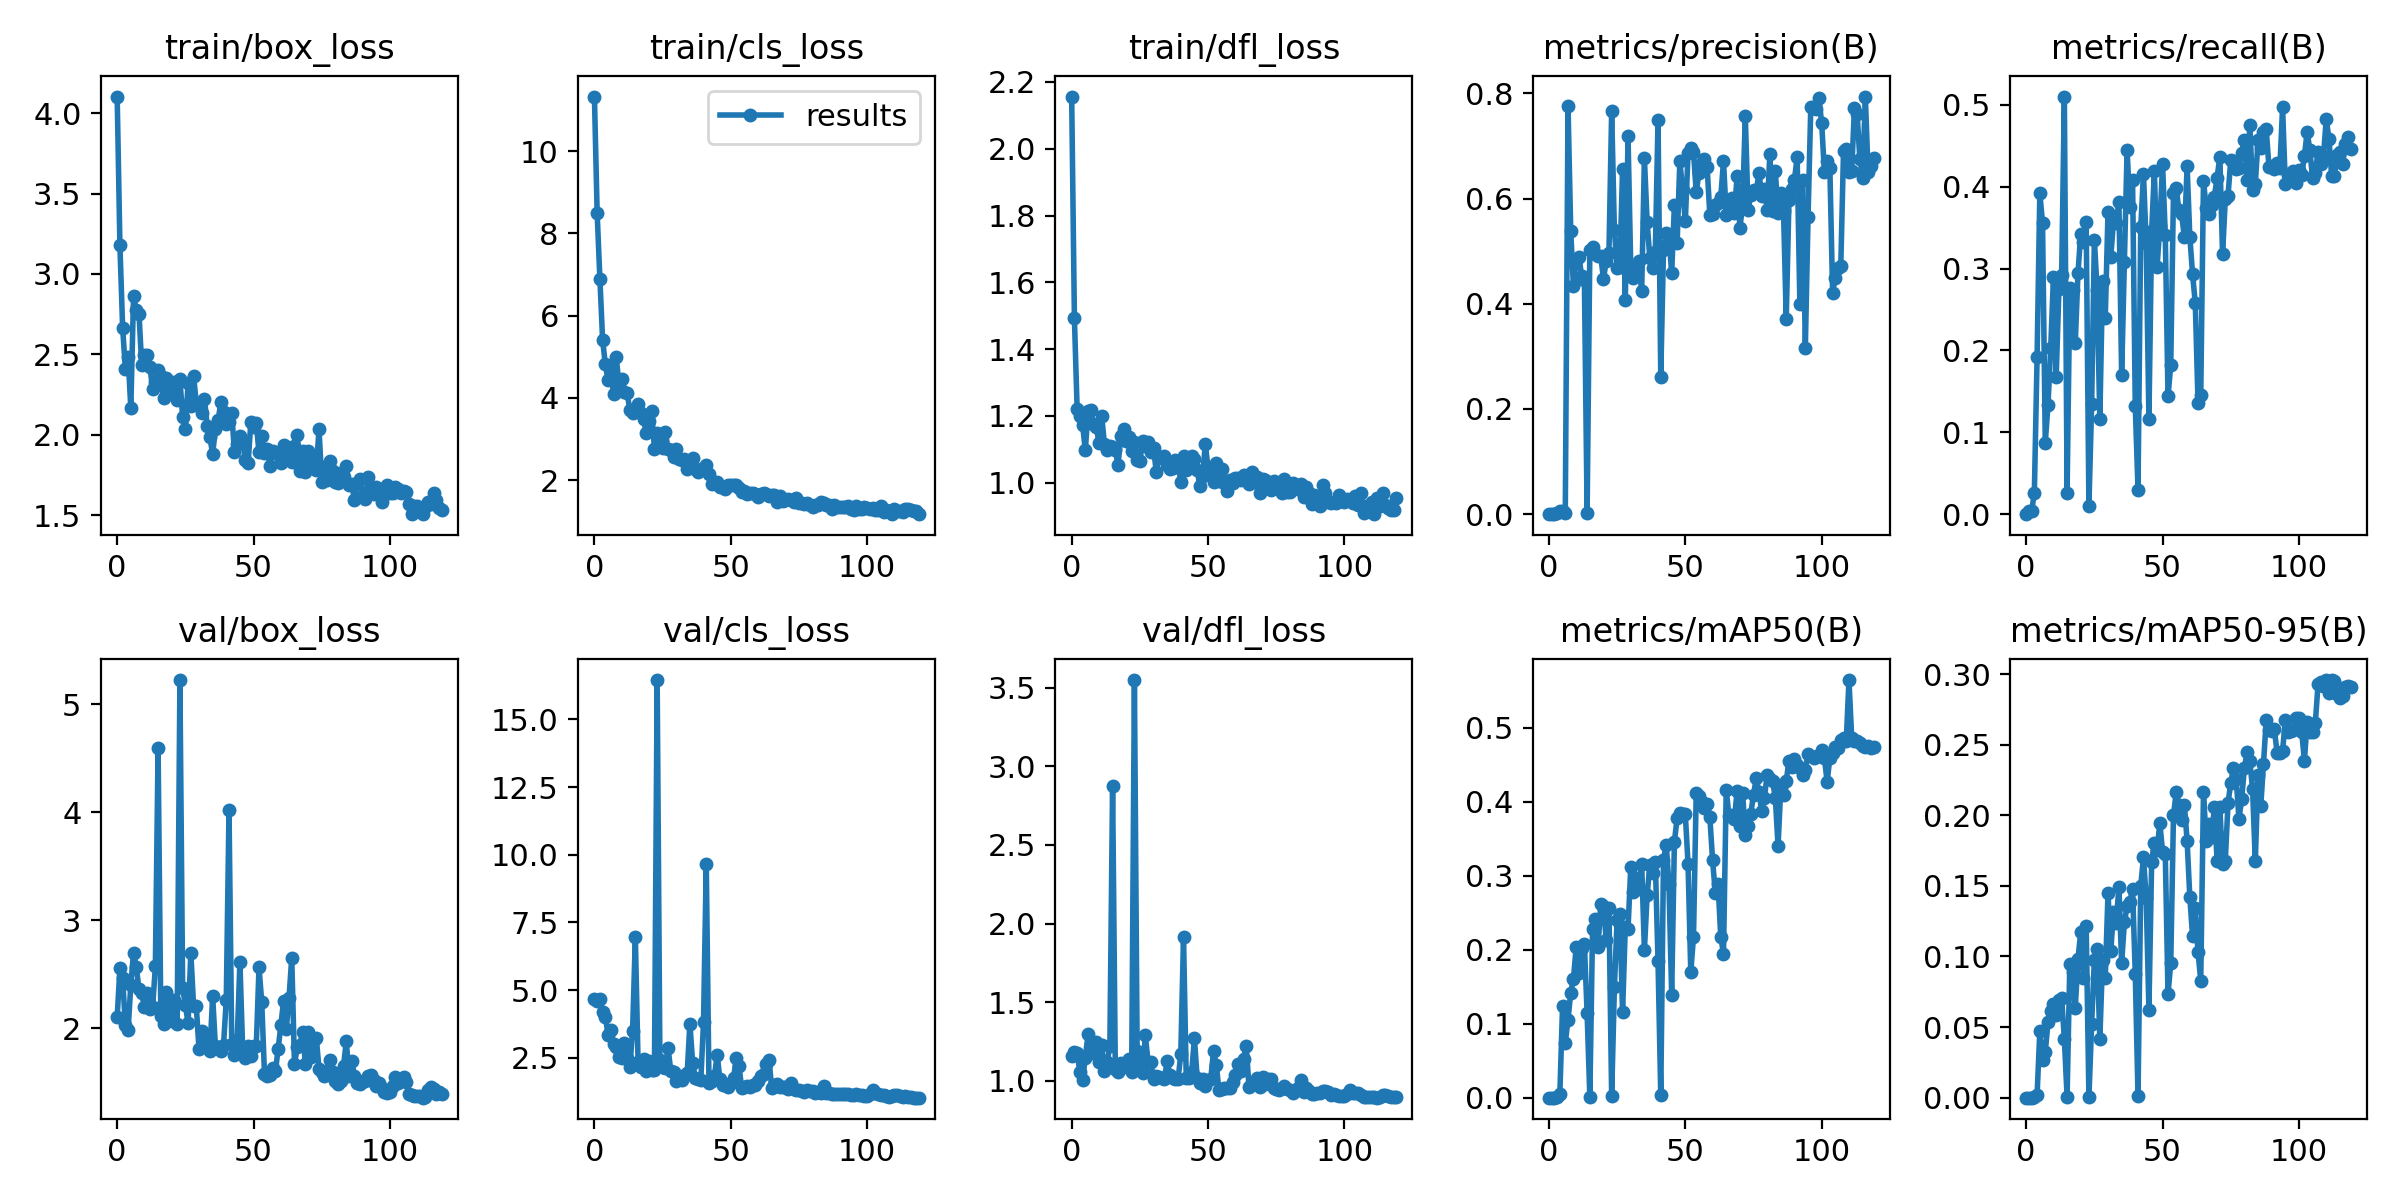 train/box_loss
4.0
3.5
3.0
2.5
2.0
1.5
0 50 100
train/cls_loss
results
10
8
6
4
2
0 50 100
train/dfl_loss
2.2
2.0
1.8
1.6
1.4
1.2
1.0
0 50 100
metrics/precision(B)
0.8
0.6
0.4
0.2
0.0
0 50 100
metrics/recall(B)
0.5
0.4
0.3
0.2
0.1
0.0
0 50 100
val/box_loss
5
4
3
2
0 50 100
val/cls_loss
15.0
12.5
10.0
7.5
5.0
2.5
0 50 100
val/dfl_loss
3.5
3.0
2.5
2.0
1.5
1.0
0 50 100
metrics/mAP50(B)
0.5
0.4
0.3
0.2
0.1
0.0
0 50 100
metrics/mAP50-95(B)
0.30
0.25
0.20
0.15
0.10
0.05
0.00
0 50 100